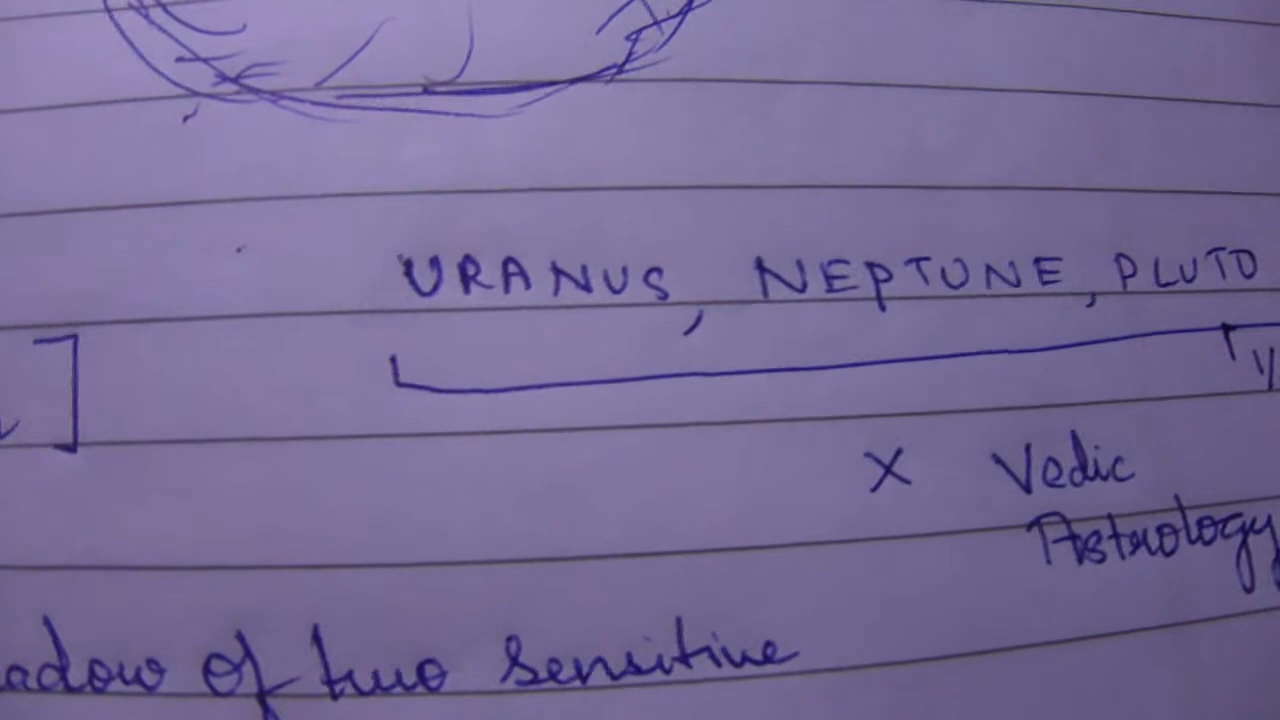 URANUS, NEPTUNE, PLUTO
]
X Vedic
Astrology
adow of two sensitive